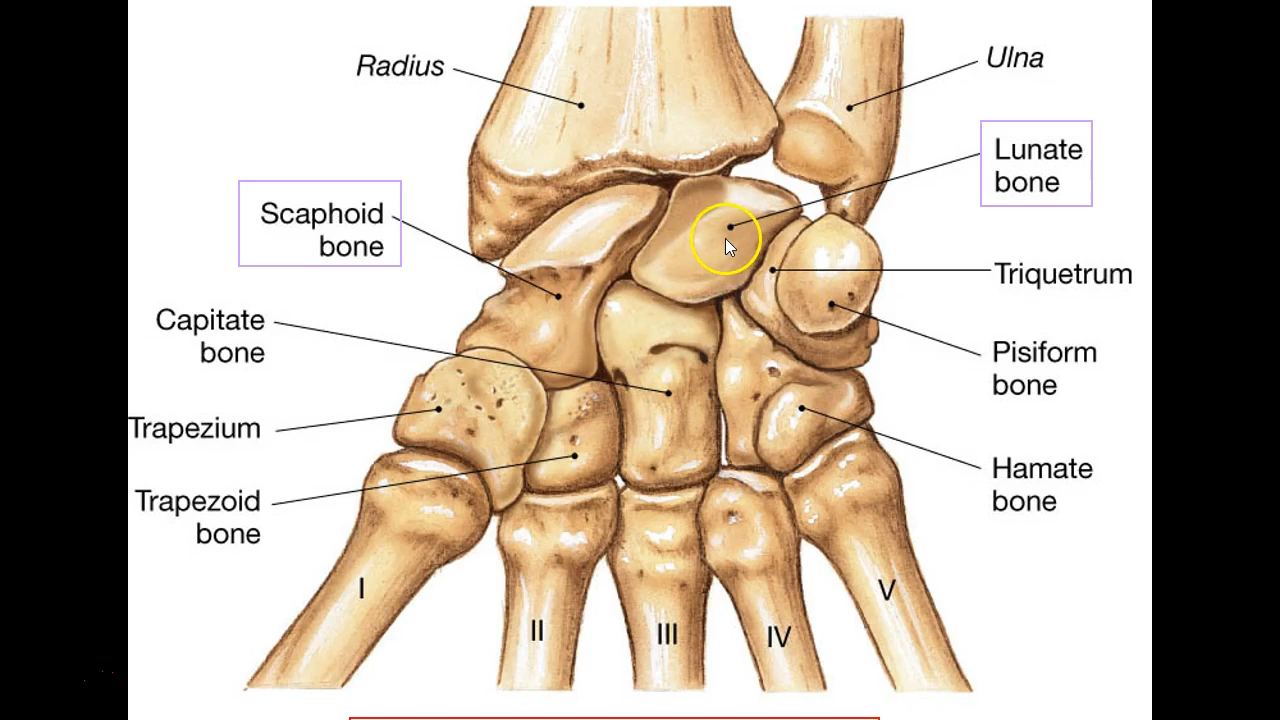 Radius
Ulna
Lunate
bone
Scaphoid
bone
Triquetrum
Capitate
bone
Pisiform
bone
Trapezium
Hamate
bone
Trapezoid
bone
I
II
III
IV
V